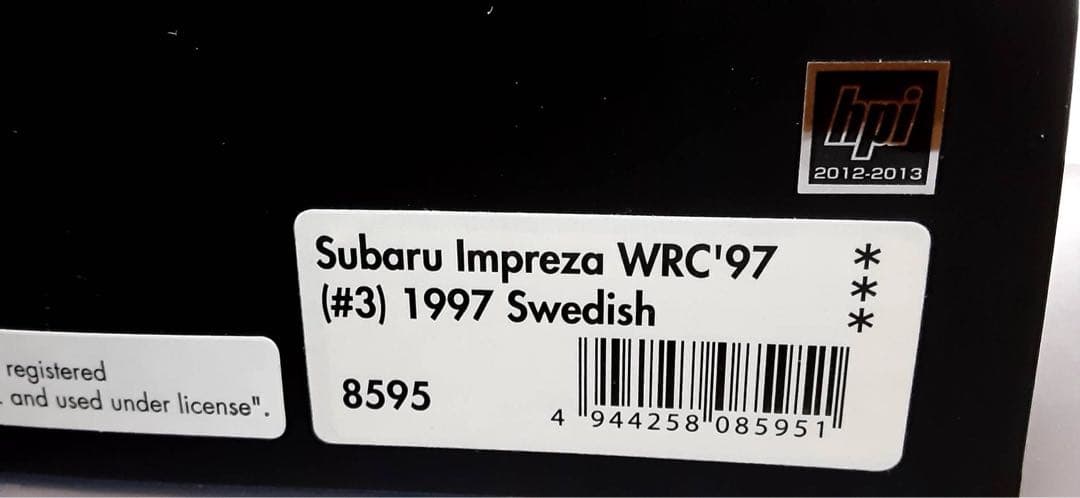 hpi
2012-2013
Subaru Impreza WRC'97
(#3) 1997 Swedish
***
8595
4 944258 085951
registered
. and used under license".